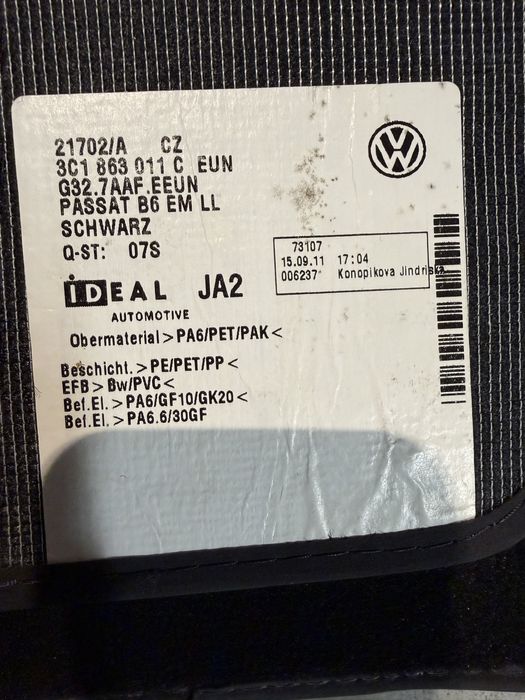 21702/A CZ
3C1 863 011 C EUN
G32.7AAF.EEUN
PASSAT B6 EM LL
SCHWARZ
Q-ST: 07S
73107
15.09.11 17:04
006237* Konopikova Jindriska
iDEAL JA2
AUTOMOTIVE
Obermaterial>PA6/PET/PAK<
Beschicht.>PE/PET/PP<
EFB>Bw/PVC<
Bef.El.>PA6/GF10/GK20<
Bef.El.>PA6.6/30GF